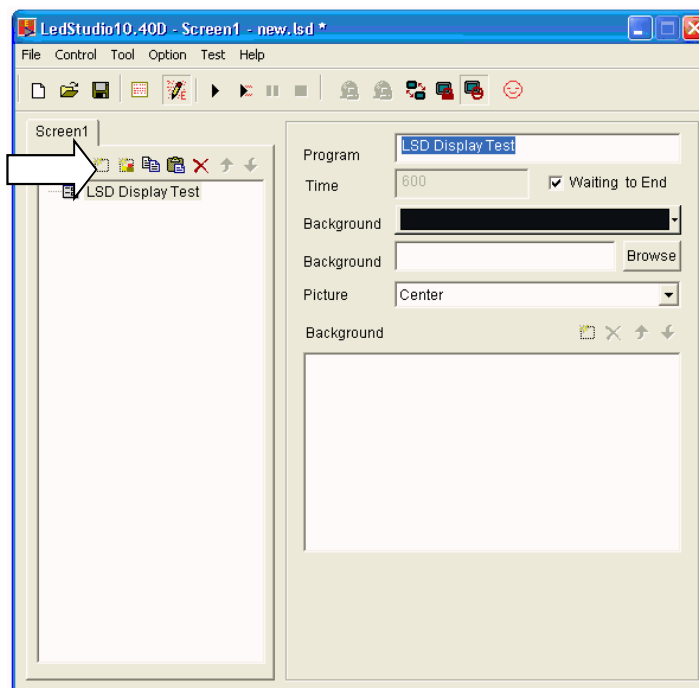 LedStudio10.40D - Screen1 - new.lsd *
File Control Tool Option Test Help
Screen1
LSD Display Test
Program LSD Display Test
Time 600 Waiting to End
Background
Background Browse
Picture Center
Background